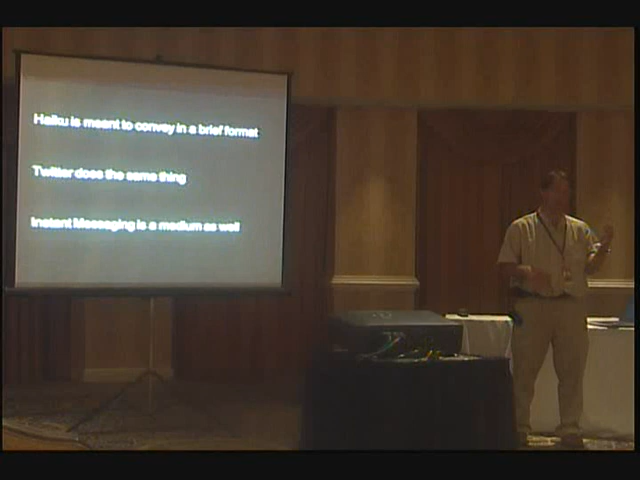 Haiku is meant to convey in a brief format
Twitter does the same thing
Instant Messaging is a medium as well